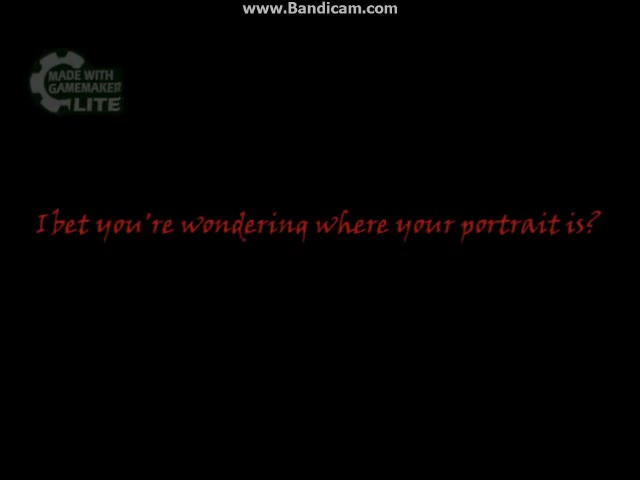 www.Bandicam.com
MADE WITH
GAMEMAKER
LITE
I bet you're wondering where your portrait is?